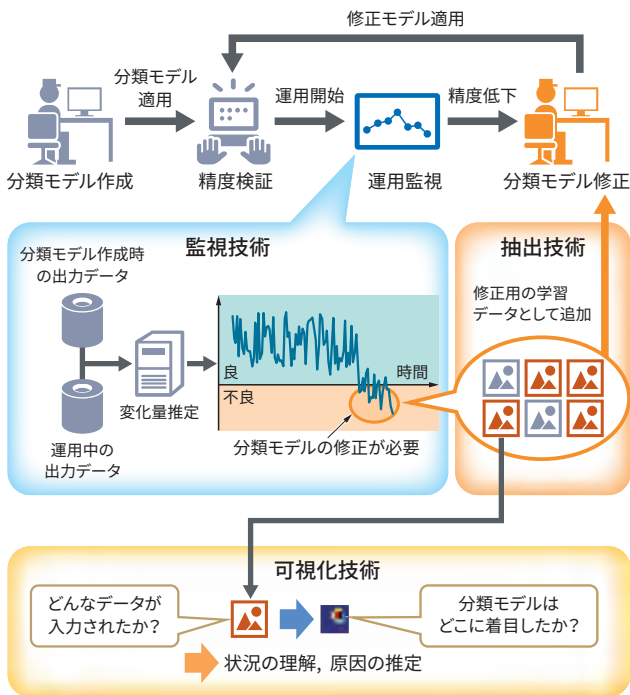 修正モデル適用
分類モデル
適用
運用開始
精度低下
分類モデル作成
精度検証
運用監視
分類モデル修正
監視技術
分類モデル作成時
の出力データ
変化量推定
運用中の
出力データ
良
時間
不良
分類モデルの修正が必要
抽出技術
修正用の学習
データとして追加
可視化技術
どんなデータが
入力されたか？
分類モデルは
どこに着目したか？
状況の理解, 原因の推定